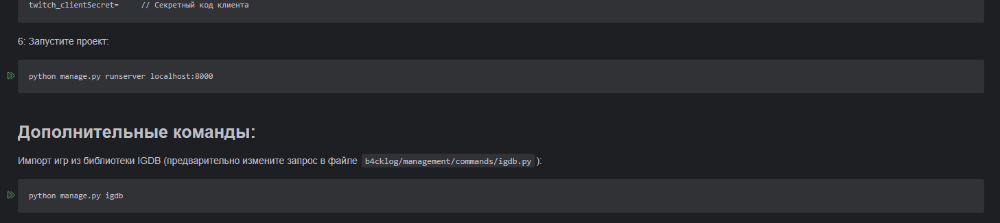 twitch_clientSecret=     // Секретный код клиента
6: Запустите проект:
python manage.py runserver localhost:8000
Дополнительные команды:
Импорт игр из библиотеки IGDB (предварительно измените запрос в файле b4cklog/management/commands/igdb.py ):
python manage.py igdb